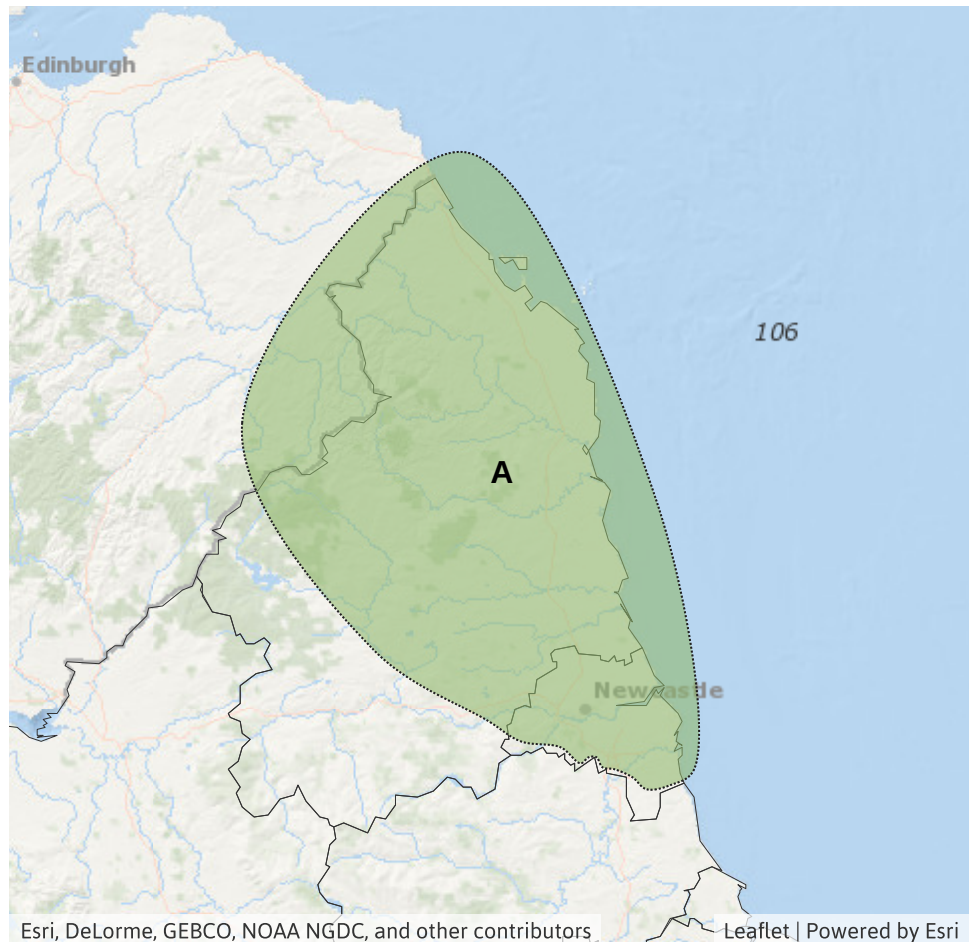 Edinburgh
106
A
Newcastle
Esri, DeLorme, GEBCO, NOAA NGDC, and other contributors
Leaflet | Powered by Esri